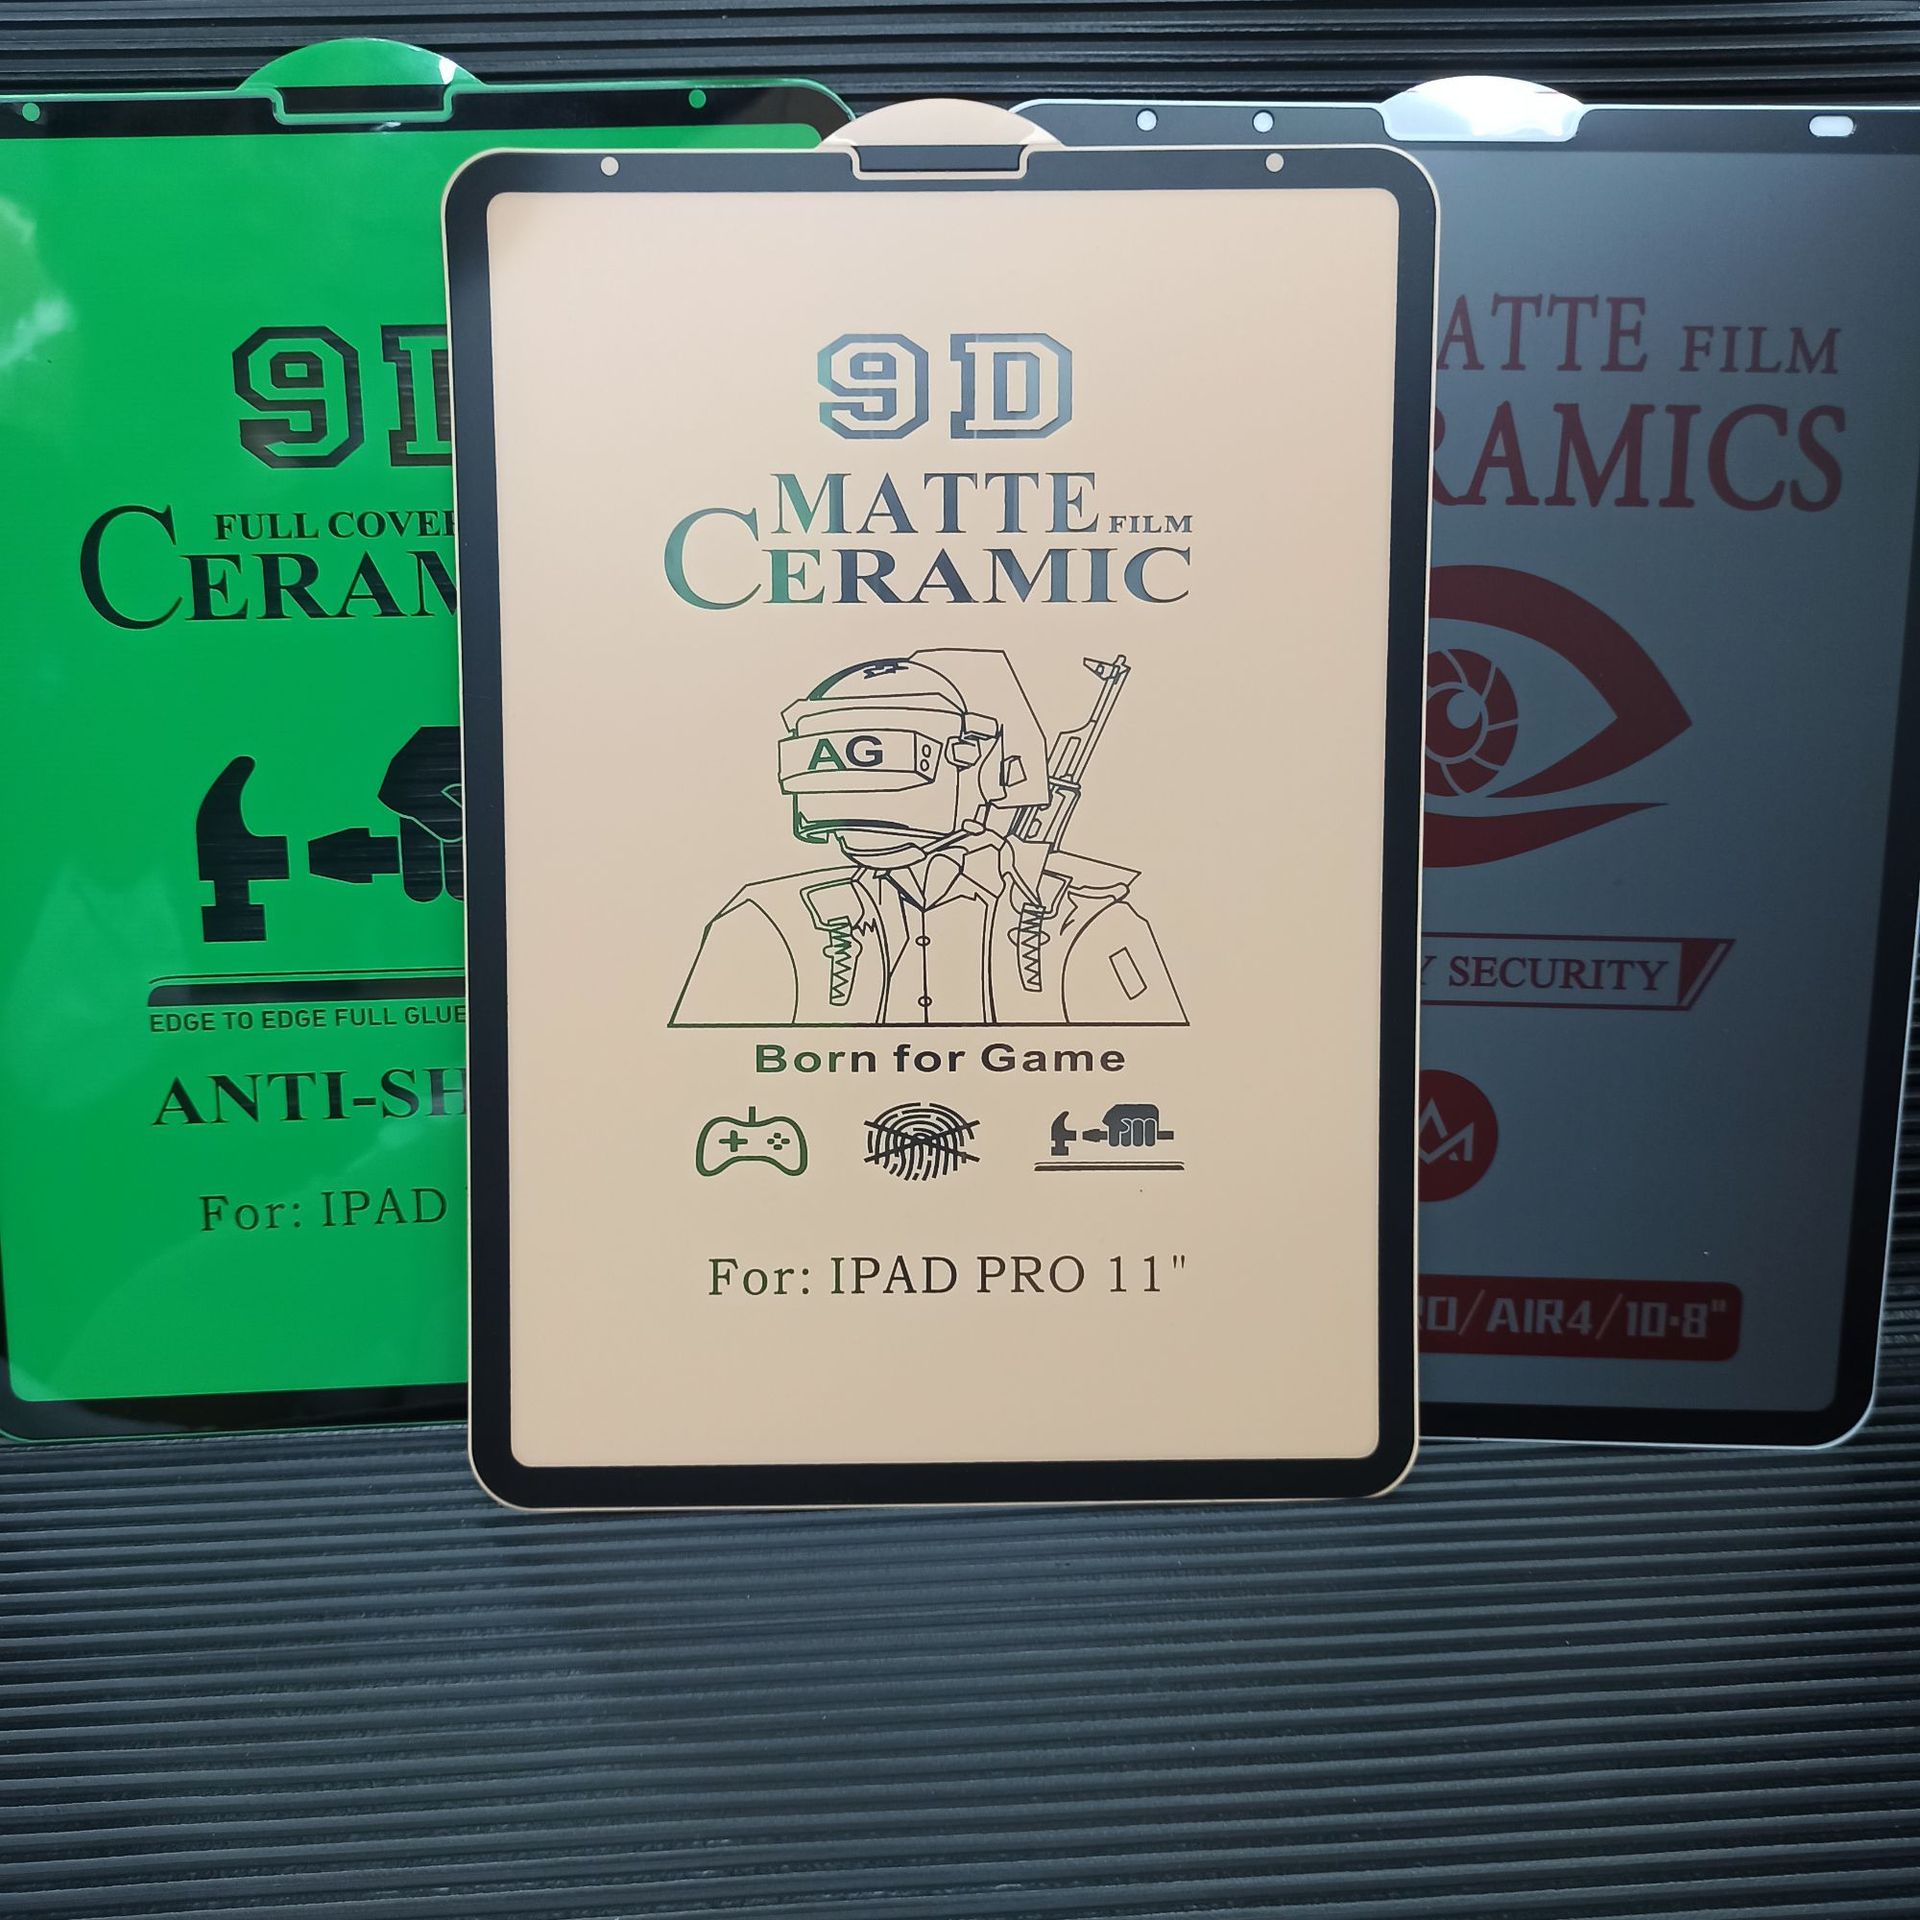 9D
FULL COVER
CERAM
EDGE TO EDGE FULL GLUE
ANTI-SH
For: IPAD
9D
MATTE FILM
CERAMIC
AG
Born for Game
For: IPAD PRO 11"
ATTE FILM
RAMICS
Y SECURITY
RO/AIR4/10·8"